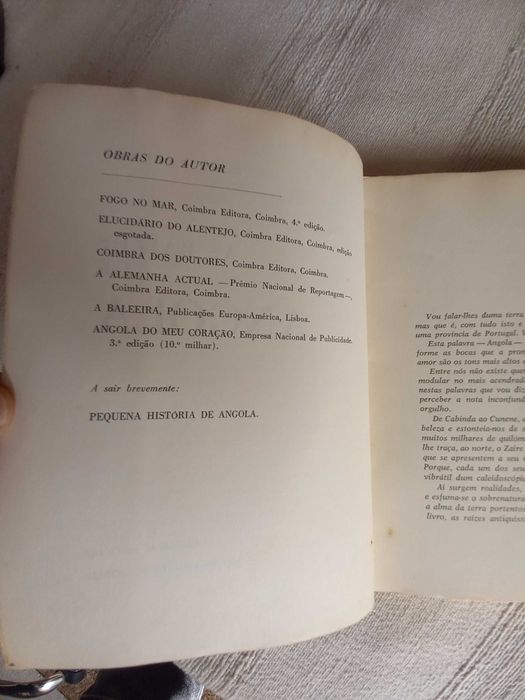 OBRAS DO AUTOR
FOGO NO MAR, Coimbra Editora, Coimbra, 4.ª edição.
ELUCIDÁRIO DO ALENTEJO, Coimbra Editora, Coimbra, edição
esgotada.
COIMBRA DOS DOUTORES, Coimbra Editora, Coimbra.
A ALEMANHA ACTUAL — Prémio Nacional de Reportagem —,
Coimbra Editora, Coimbra.
A BALEEIRA, Publicações Europa-América, Lisboa.
ANGOLA DO MEU CORAÇÃO, Empresa Nacional de Publicidade.
3.ª edição (10.º milhar).
A sair brevemente:
PEQUENA HISTÓRIA DE ANGOLA.
Vou falar-lhes duma terra
mas que é, com tudo isto e
uma província de Portugal. V
Esta palavra — Angola —
forme as bocas que a pron
amor são os tons mais altos
Entre nós não existe que
modular no mais acendrad
nestas palavras que vou diz
perceber a nota inconfund
orgulho.
De Cabinda ao Cunene,
beleza e estonteia-nos de s
muitos milhares de quilóm
lhe traça, ao norte, o Zaire
que se apresentem a seu
Porque, cada um dos seu
vibrátil dum caleidoscópi
Aí surgem realidades,
e esfuma-se o sobrenatura
a alma da terra portentos
livro, as raízes antiquíss